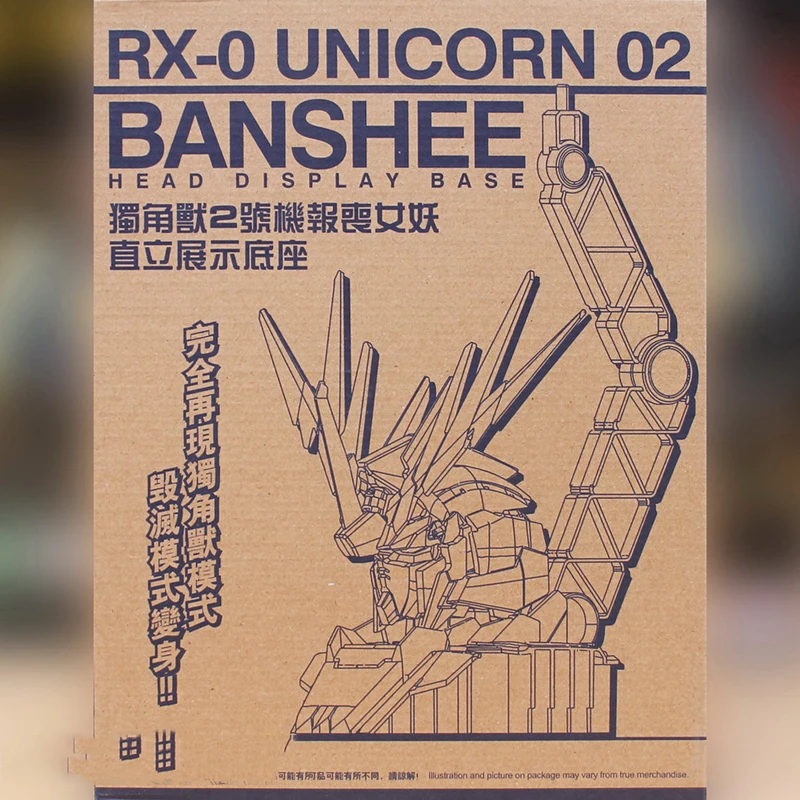 RX-0 UNICORN 02
BANSHEE
HEAD DISPLAY BASE
獨角獸2號機報喪女妖
直立展示底座
完全再現獨角獸模式
毀滅模式變身!!
可能有所可能有所不同，請諒解!
Illustration and picture on package may vary from true merchandise.